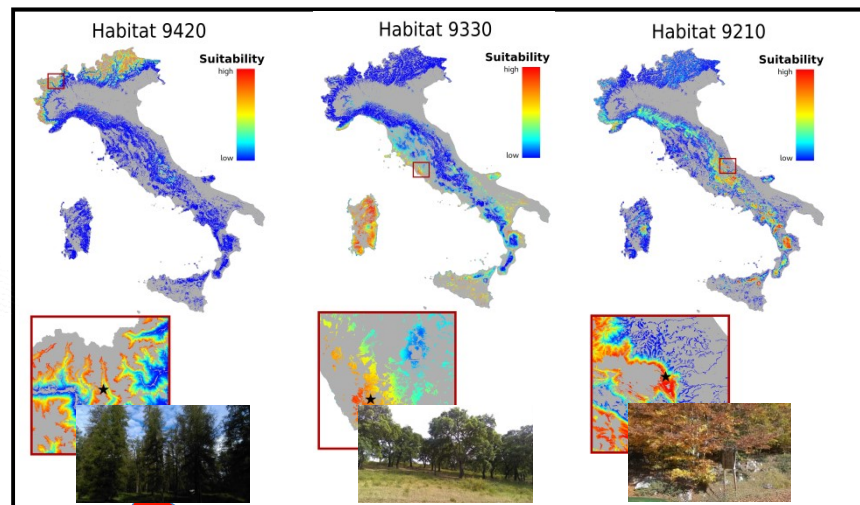 Habitat 9420
Suitability
high
low
Habitat 9330
Suitability
high
low
Habitat 9210
Suitability
high
low